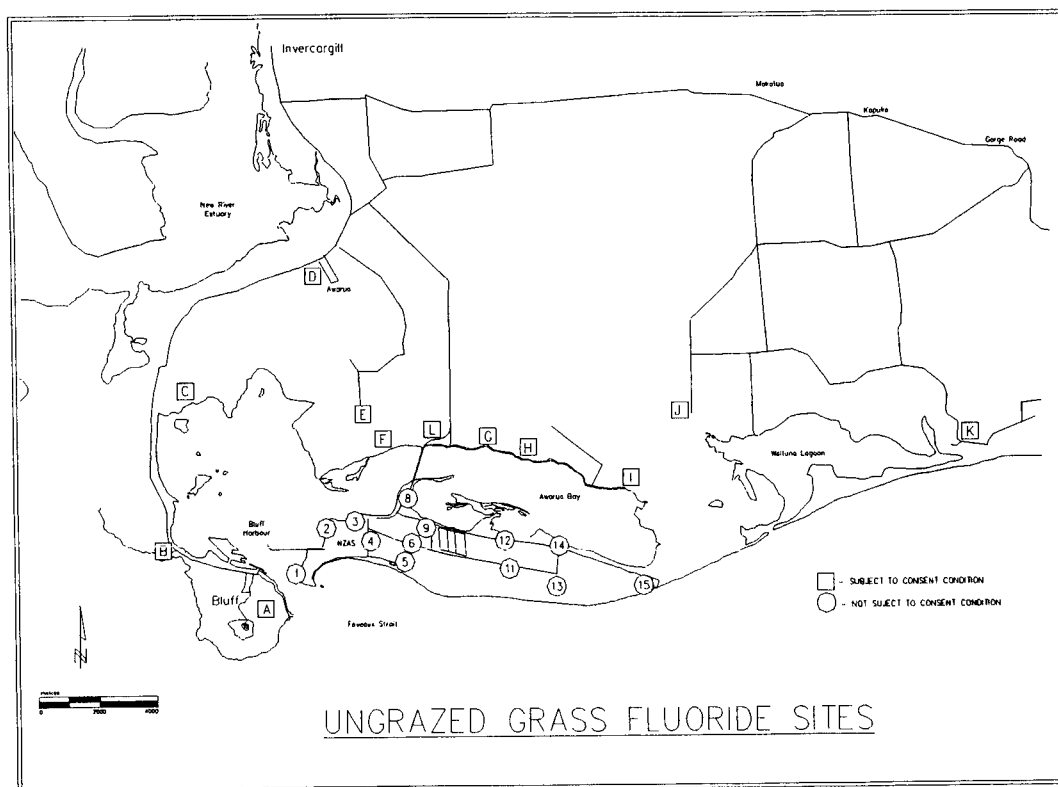 Invercargill
Makatua
Kapuka
Gorge Road
New River
Estuary
D
Awarua
C
E
J
F
L
G
H
K
I
Waituna Lagoon
8
Awarua Bay
Bluff
Harbour
2
3
9
NZAS
4
6
12
14
B
5
1
11
13
15
Bluff
A
Foveaux Strait
- SUBJECT TO CONSENT CONDITION
- NOT SUJECT TO CONSENT CONDITION
N
metres
0 2000 4000
UNGRAZED GRASS FLUORIDE SITES